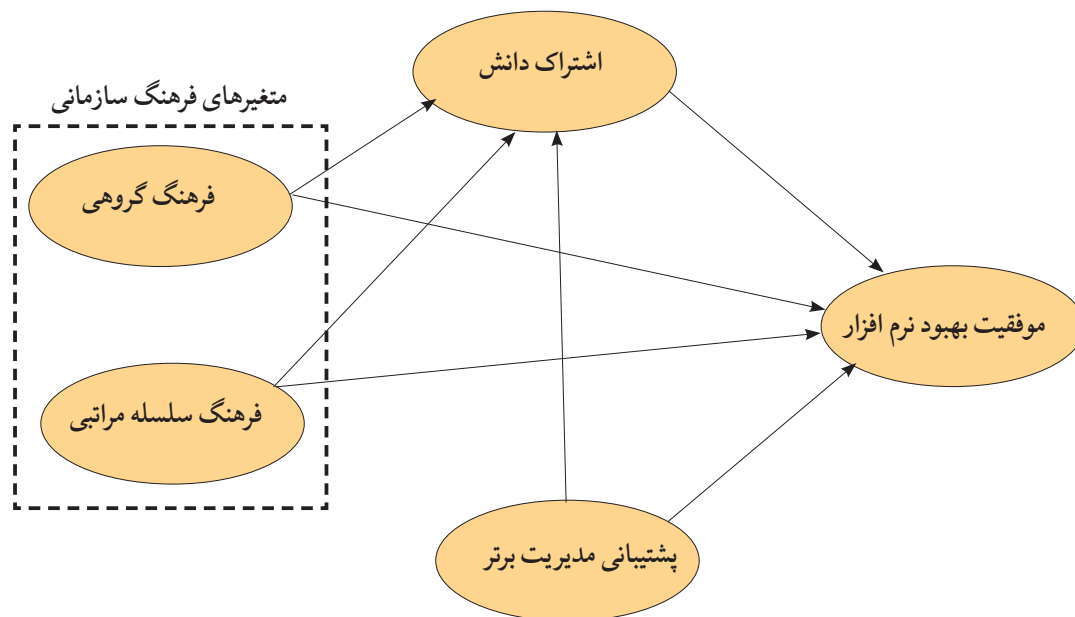 اشتراک دانش
متغیرهای فرهنگ سازمانی
فرهنگ گروهی
موفقیت بهبود نرم افزار
فرهنگ سلسله مراتبی
پشتیبانی مدیریت برتر